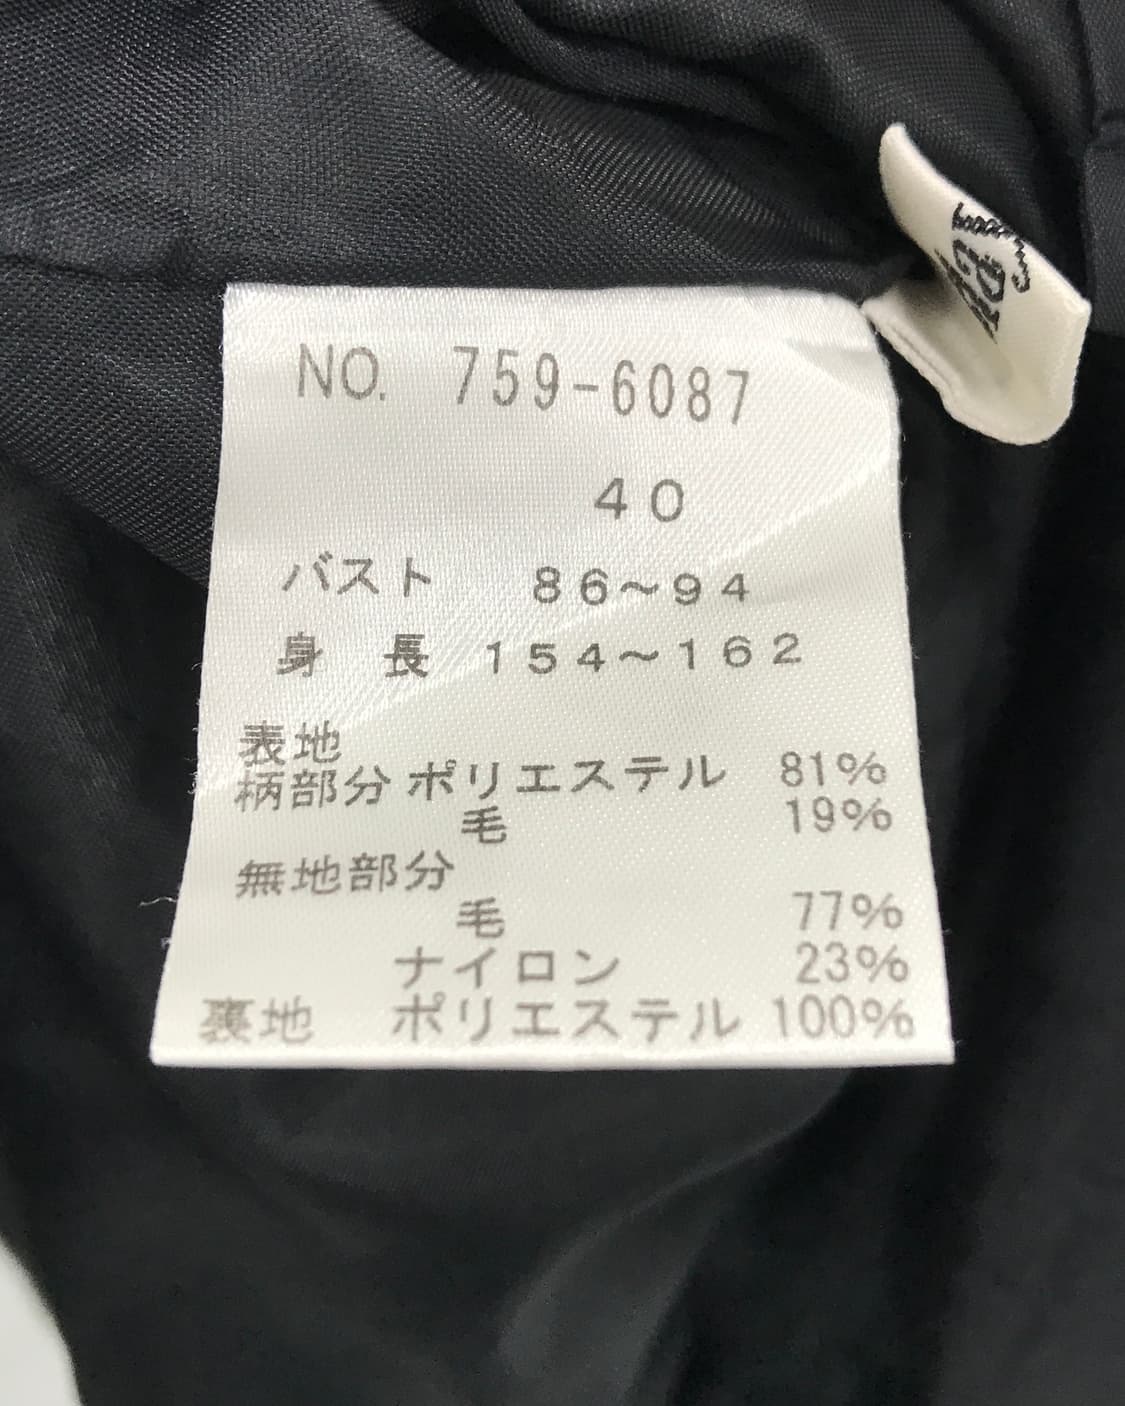 NO. 759-6087
40
バスト 86～94
身長 154～162
表地
柄部分 ポリエステル 81%
毛 19%
無地部分
毛 77%
ナイロン 23%
裏地 ポリエステル 100%